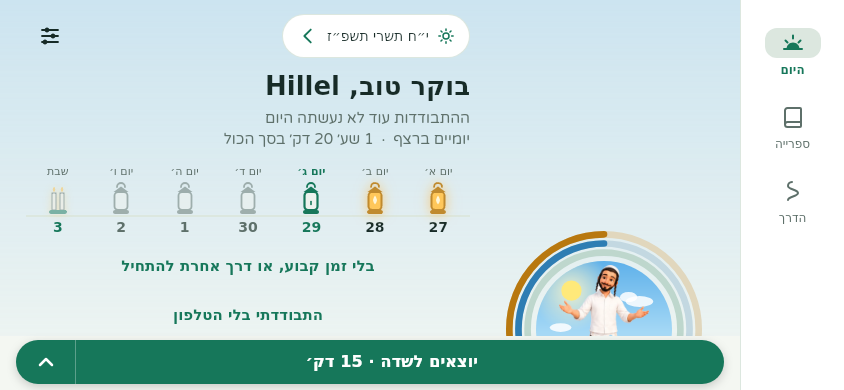 י״ח תשרי תשפ״ז
בוקר טוב, Hillel
ההתבודדות עוד לא נעשתה היום
יומיים ברצף · 1 שע׳ 20 דק׳ בסך הכול
יום א׳ יום ב׳ יום ג׳ יום ד׳ יום ה׳ יום ו׳ שבת
27 28 29 30 1 2 3
בלי זמן קבוע, או דרך אחרת להתחיל
התבודדתי בלי הטלפון
יוצאים לשדה · 15 דק׳
היום
ספרייה
הדרך